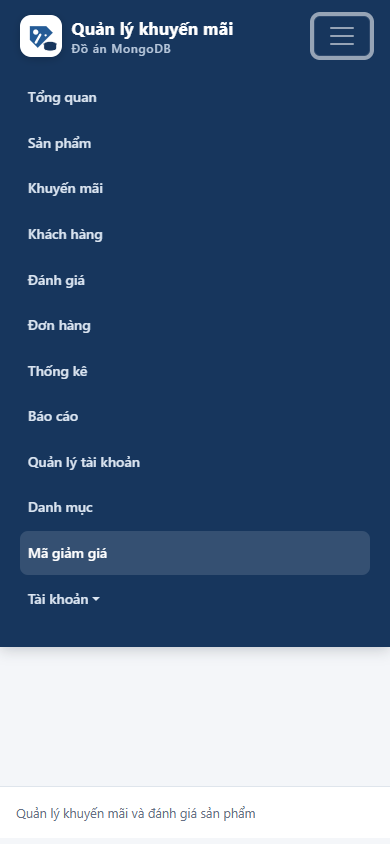 Quản lý khuyến mãi
Đồ án MongoDB
Tổng quan
Sản phẩm
Khuyến mãi
Khách hàng
Đánh giá
Đơn hàng
Thống kê
Báo cáo
Quản lý tài khoản
Danh mục
Mã giảm giá
Tài khoản
Quản lý khuyến mãi và đánh giá sản phẩm